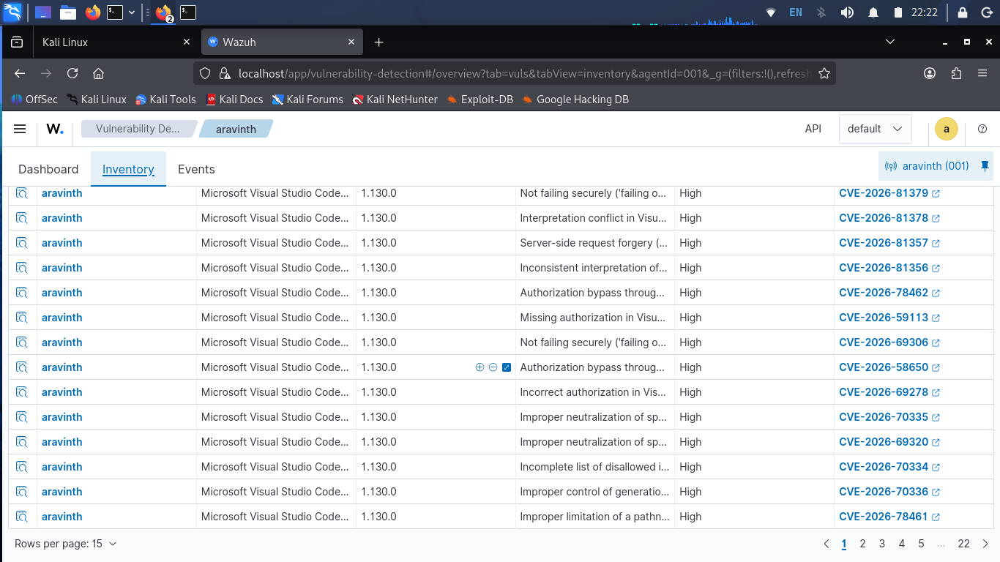 2
EN
22:22
Kali Linux
Wazuh
localhost/app/vulnerability-detection#/overview?tab=vuls&tabView=inventory&agentId=001&_g=(filters:!(),refresh
OffSec Kali Linux Kali Tools Kali Docs Kali Forums Kali NetHunter Exploit-DB Google Hacking DB
W. Vulnerability De... aravinth API default a
Dashboard Inventory Events aravinth (001)
aravinth Microsoft Visual Studio Code... 1.130.0 Not failing securely ('failing o... High CVE-2026-81379
aravinth Microsoft Visual Studio Code... 1.130.0 Interpretation conflict in Visu... High CVE-2026-81378
aravinth Microsoft Visual Studio Code... 1.130.0 Server-side request forgery (... High CVE-2026-81357
aravinth Microsoft Visual Studio Code... 1.130.0 Inconsistent interpretation of... High CVE-2026-81356
aravinth Microsoft Visual Studio Code... 1.130.0 Authorization bypass throug... High CVE-2026-78462
aravinth Microsoft Visual Studio Code... 1.130.0 Missing authorization in Visu... High CVE-2026-59113
aravinth Microsoft Visual Studio Code... 1.130.0 Not failing securely ('failing o... High CVE-2026-69306
aravinth Microsoft Visual Studio Code... 1.130.0 Authorization bypass throug... High CVE-2026-58650
aravinth Microsoft Visual Studio Code... 1.130.0 Incorrect authorization in Vis... High CVE-2026-69278
aravinth Microsoft Visual Studio Code... 1.130.0 Improper neutralization of sp... High CVE-2026-70335
aravinth Microsoft Visual Studio Code... 1.130.0 Improper neutralization of sp... High CVE-2026-69320
aravinth Microsoft Visual Studio Code... 1.130.0 Incomplete list of disallowed i... High CVE-2026-70334
aravinth Microsoft Visual Studio Code... 1.130.0 Improper control of generatio... High CVE-2026-70336
aravinth Microsoft Visual Studio Code... 1.130.0 Improper limitation of a pathn... High CVE-2026-78461
Rows per page: 15 1 2 3 4 5 ... 22